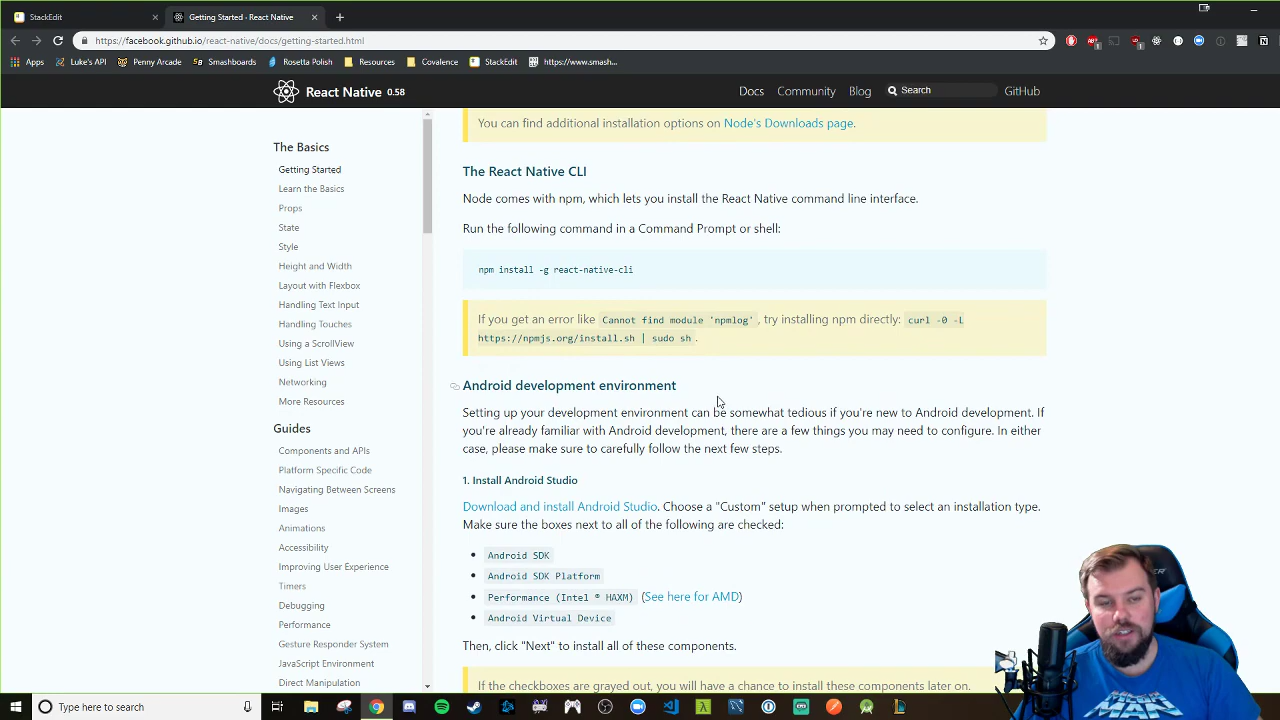 StackEdit
Getting Started · React Native
https://facebook.github.io/react-native/docs/getting-started.html
Apps
Luke's API
Penny Arcade
Smashboards
Rosetta Polish
Resources
Covalence
StackEdit
https://www.smash...
React Native 0.58
Docs
Community
Blog
Search
GitHub
The Basics
Getting Started
Learn the Basics
Props
State
Style
Height and Width
Layout with Flexbox
Handling Text Input
Handling Touches
Using a ScrollView
Using List Views
Networking
More Resources
Guides
Components and APIs
Platform Specific Code
Navigating Between Screens
Images
Animations
Accessibility
Improving User Experience
Timers
Debugging
Performance
Gesture Responder System
JavaScript Environment
Direct Manipulation
You can find additional installation options on Node's Downloads page.
The React Native CLI
Node comes with npm, which lets you install the React Native command line interface.
Run the following command in a Command Prompt or shell:
npm install -g react-native-cli
If you get an error like Cannot find module 'npmlog', try installing npm directly: curl -0 -L
https://npmjs.org/install.sh | sudo sh.
Android development environment
Setting up your development environment can be somewhat tedious if you're new to Android development. If
you're already familiar with Android development, there are a few things you may need to configure. In either
case, please make sure to carefully follow the next few steps.
1. Install Android Studio
Download and install Android Studio. Choose a "Custom" setup when prompted to select an installation type.
Make sure the boxes next to all of the following are checked:
Android SDK
Android SDK Platform
Performance (Intel ® HAXM) (See here for AMD)
Android Virtual Device
Then, click "Next" to install all of these components.
If the checkboxes are grayed out, you will have a chance to install these components later on.
Type here to search